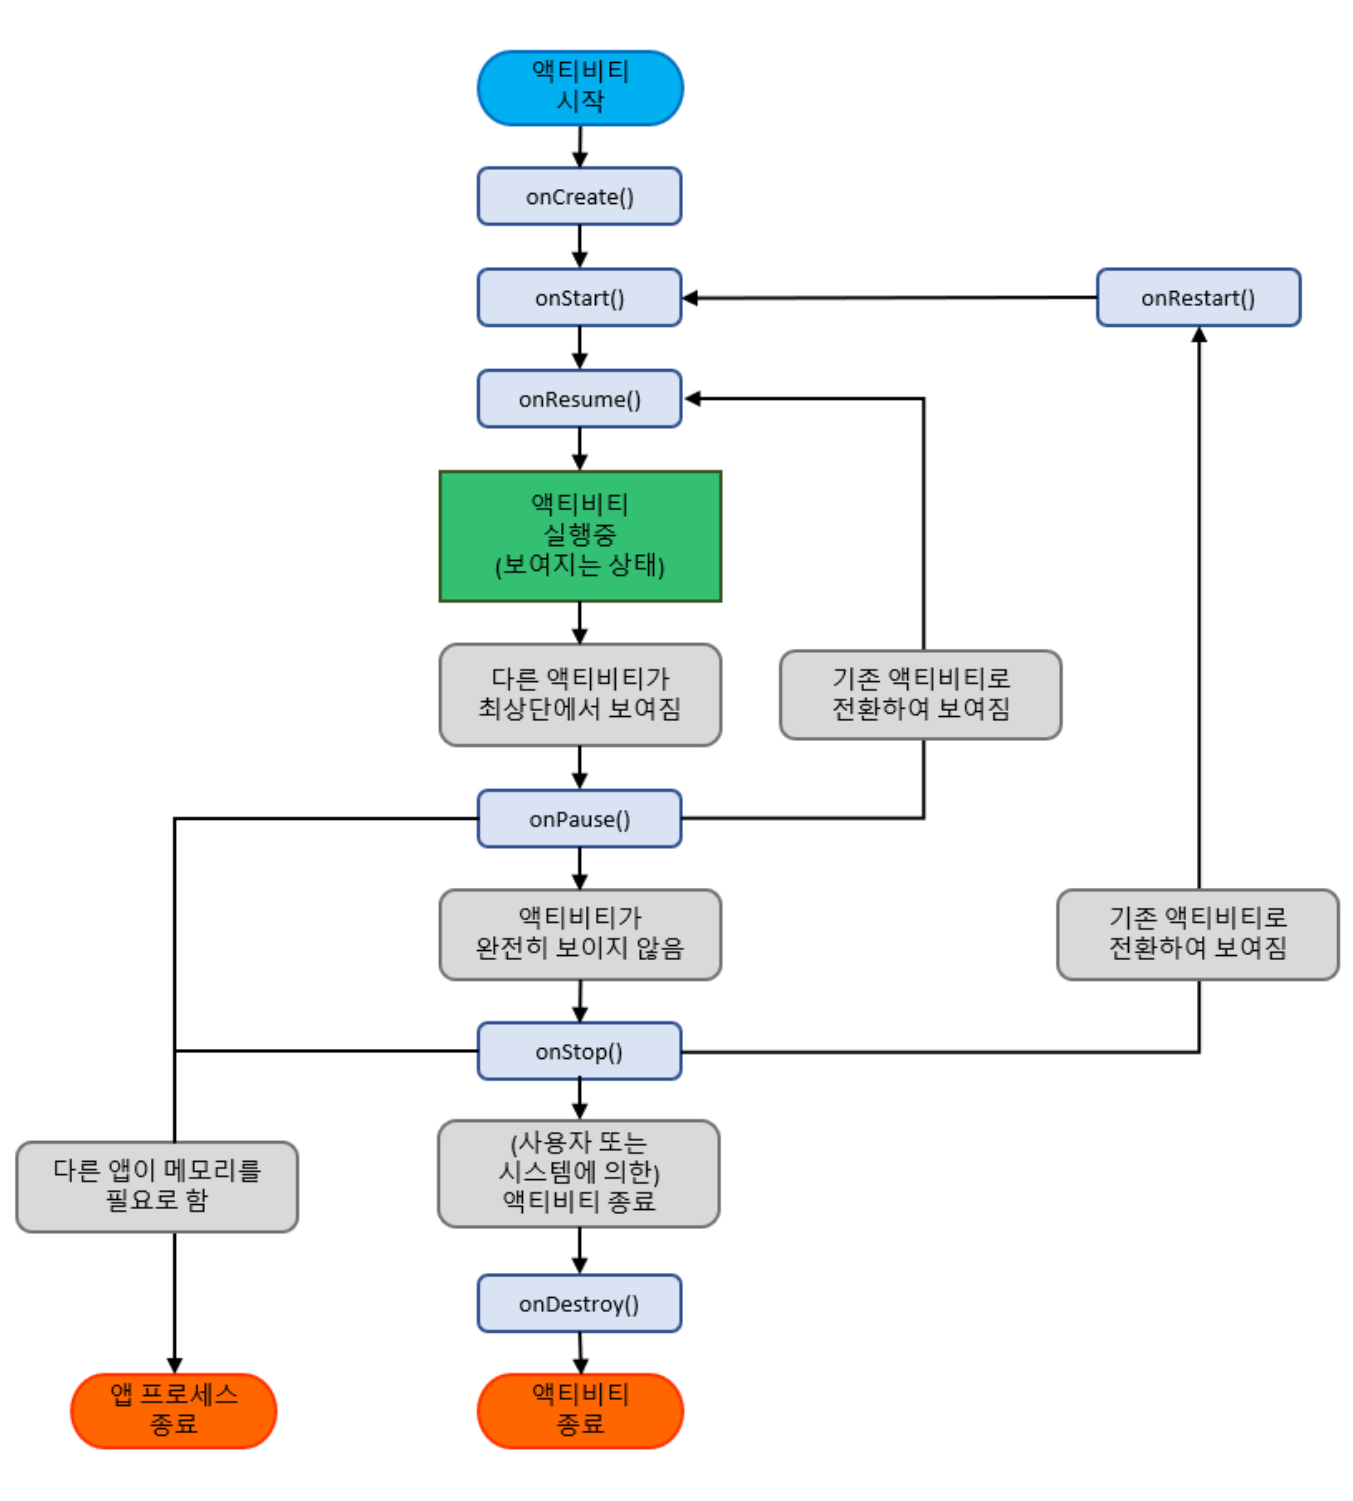 액티비티
시작
onCreate()
onStart()
onRestart()
onResume()
액티비티
실행중
(보여지는 상태)
다른 액티비티가
최상단에서 보여짐
기존 액티비티로
전환하여 보여짐
onPause()
액티비티가
완전히 보이지 않음
기존 액티비티로
전환하여 보여짐
onStop()
(사용자 또는
시스템에 의한)
액티비티 종료
다른 앱이 메모리를
필요로 함
onDestroy()
앱 프로세스
종료
액티비티
종료